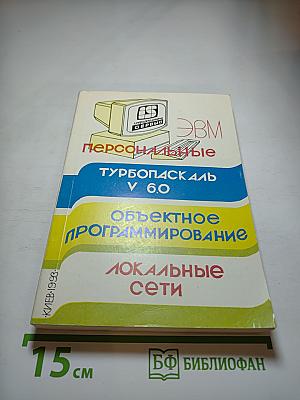 ЭВМ
ПЕРСОНАЛЬНЫЕ
ТУРБОПАСКАЛЬ
V 6.0
ОБЪЕКТНОЕ
ПРОГРАММИРОВАНИЕ
ЛОКАЛЬНЫЕ
СЕТИ
КИЕВ·1993
15 см
БФ БИБЛИОФАН